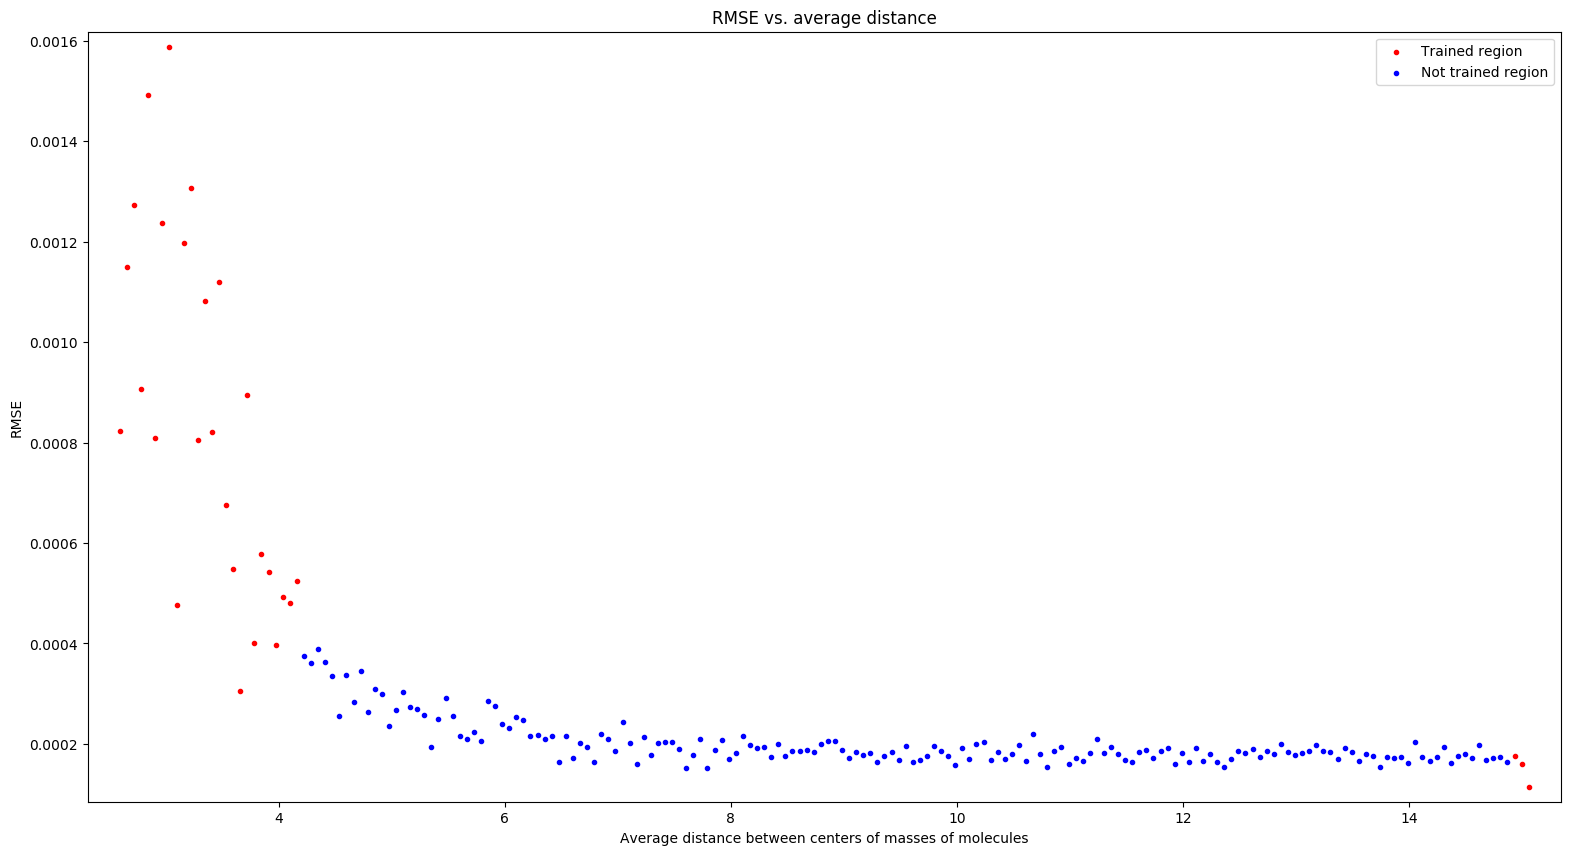 RMSE vs. average distance
Trained region
Not trained region
RMSE
0.0016
0.0014
0.0012
0.0010
0.0008
0.0006
0.0004
0.0002
4
6
8
10
12
14
Average distance between centers of masses of molecules